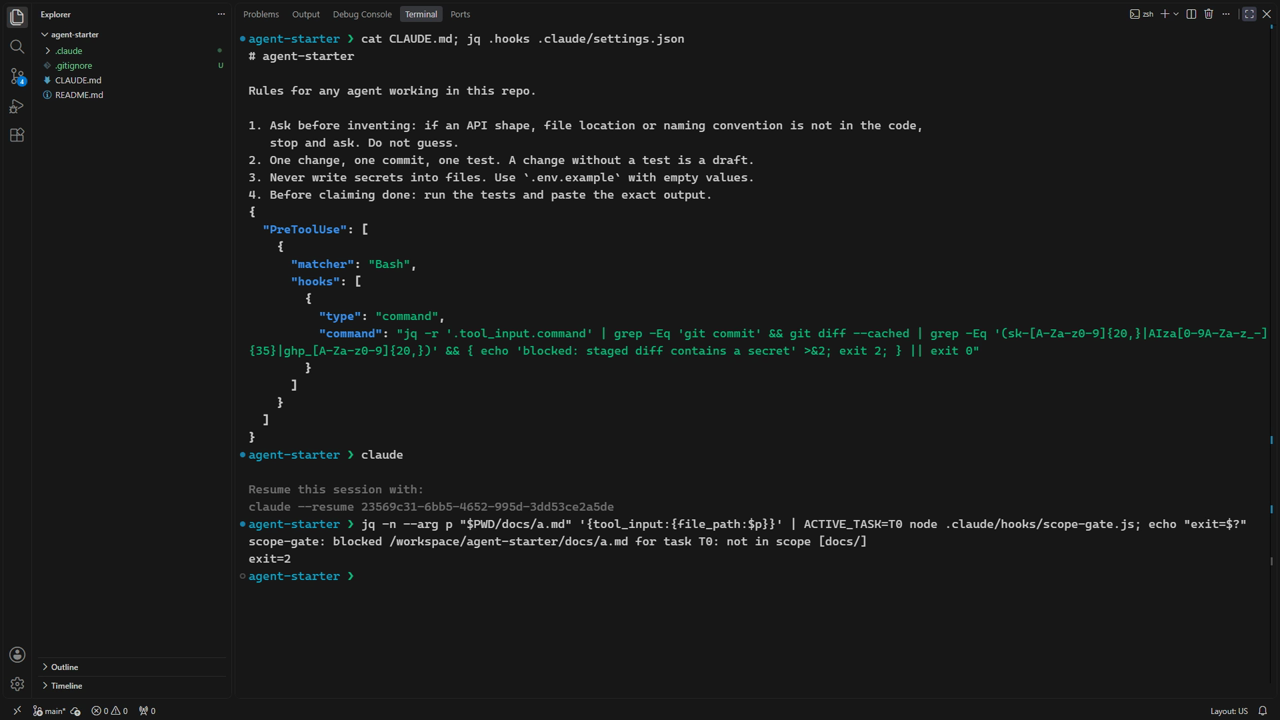 Explorer
agent-starter
.claude
.gitignore U
CLAUDE.md
README.md
Outline
Timeline
Problems Output Debug Console Terminal Ports
zsh
agent-starter ❯ cat CLAUDE.md; jq .hooks .claude/settings.json
# agent-starter
Rules for any agent working in this repo.
1. Ask before inventing: if an API shape, file location or naming convention is not in the code,
stop and ask. Do not guess.
2. One change, one commit, one test. A change without a test is a draft.
3. Never write secrets into files. Use `.env.example` with empty values.
4. Before claiming done: run the tests and paste the exact output.
{
"PreToolUse": [
{
"matcher": "Bash",
"hooks": [
{
"type": "command",
"command": "jq -r '.tool_input.command' | grep -Eq 'git commit' && git diff --cached | grep -Eq '(sk-[A-Za-z0-9]{20,}|AIza[0-9A-Za-z_-]
{35}|ghp_[A-Za-z0-9]{20,})' && { echo 'blocked: staged diff contains a secret' >&2; exit 2; } || exit 0"
}
]
}
]
}
agent-starter ❯ claude
Resume this session with:
claude --resume 23569c31-6bb5-4652-995d-3dd53ce2a5de
agent-starter ❯ jq -n --arg p "$PWD/docs/a.md" '{tool_input:{file_path:$p}}' | ACTIVE_TASK=T0 node .claude/hooks/scope-gate.js; echo "exit=$?"
scope-gate: blocked /workspace/agent-starter/docs/a.md for task T0: not in scope [docs/]
exit=2
agent-starter ❯
4
main* 0 0 0
Layout: US